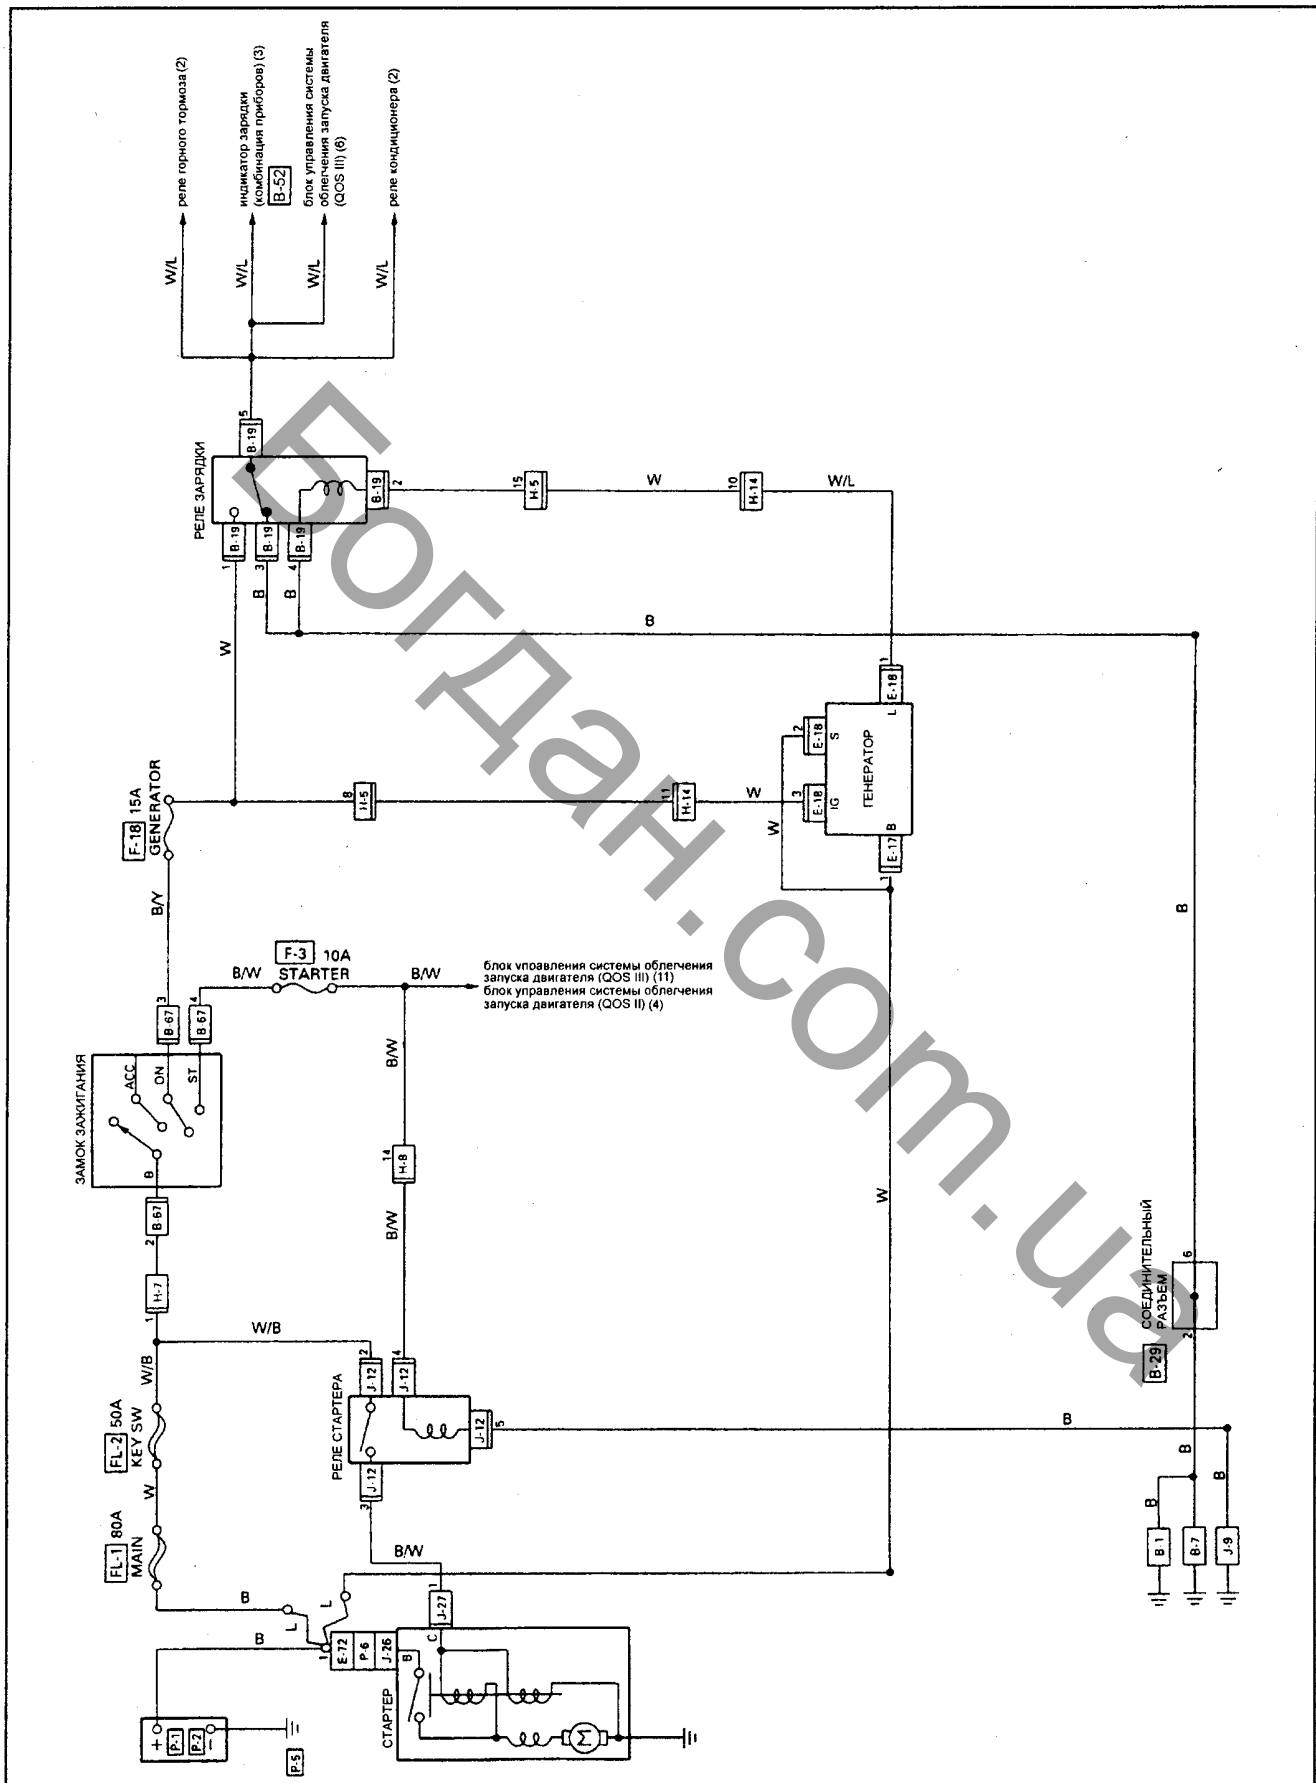 реле горного тормоза (2)
индикатор зарядки
(комбинация приборов) (3)
B-52
блок управления системы
облегчения запуска двигателя
(QOS III) (6)
реле кондиционера (2)
W/L
W/L
W/L
W/L
5
B-19
РЕЛЕ ЗАРЯДКИ
B-19
2
B-19
1
B-19
3
B-19
4
B
B
15
H-5
W
10
H-14
W/L
W
B
F-18 15A
GENERATOR
8
H-5
11
H-14
W
W
3
E-18
IG
2
E-18
S
1
E-18
L
ГЕНЕРАТОР
B
E-17
1
B/Y
F-3 10A
STARTER
B/W
B/W
блок управления системы облегчения
запуска двигателя (QOS III) (11)
блок управления системы облегчения
запуска двигателя (QOS II) (4)
3
B-67
4
B-67
ЗАМОК ЗАЖИГАНИЯ
ACC
ON
ST
B
B-67
2
H-7
1
B/W
14
H-8
B/W
W/B
W/B
FL-2 50A
KEY SW
W
FL-1 80A
MAIN
РЕЛЕ СТАРТЕРА
2
J-12
4
J-12
J-12
5
J-12
3
B/W
B
W
B
СОЕДИНИТЕЛЬНЫЙ
РАЗЪЕМ
B-29
6
2
B
B
B
B-1
B-7
J-9
B
L
L
B
1
E-72
P-6
J-26
B
1
J-27
C
СТАРТЕР
M
+
P-1
P-2
−
P-5
Богдан.com.ua